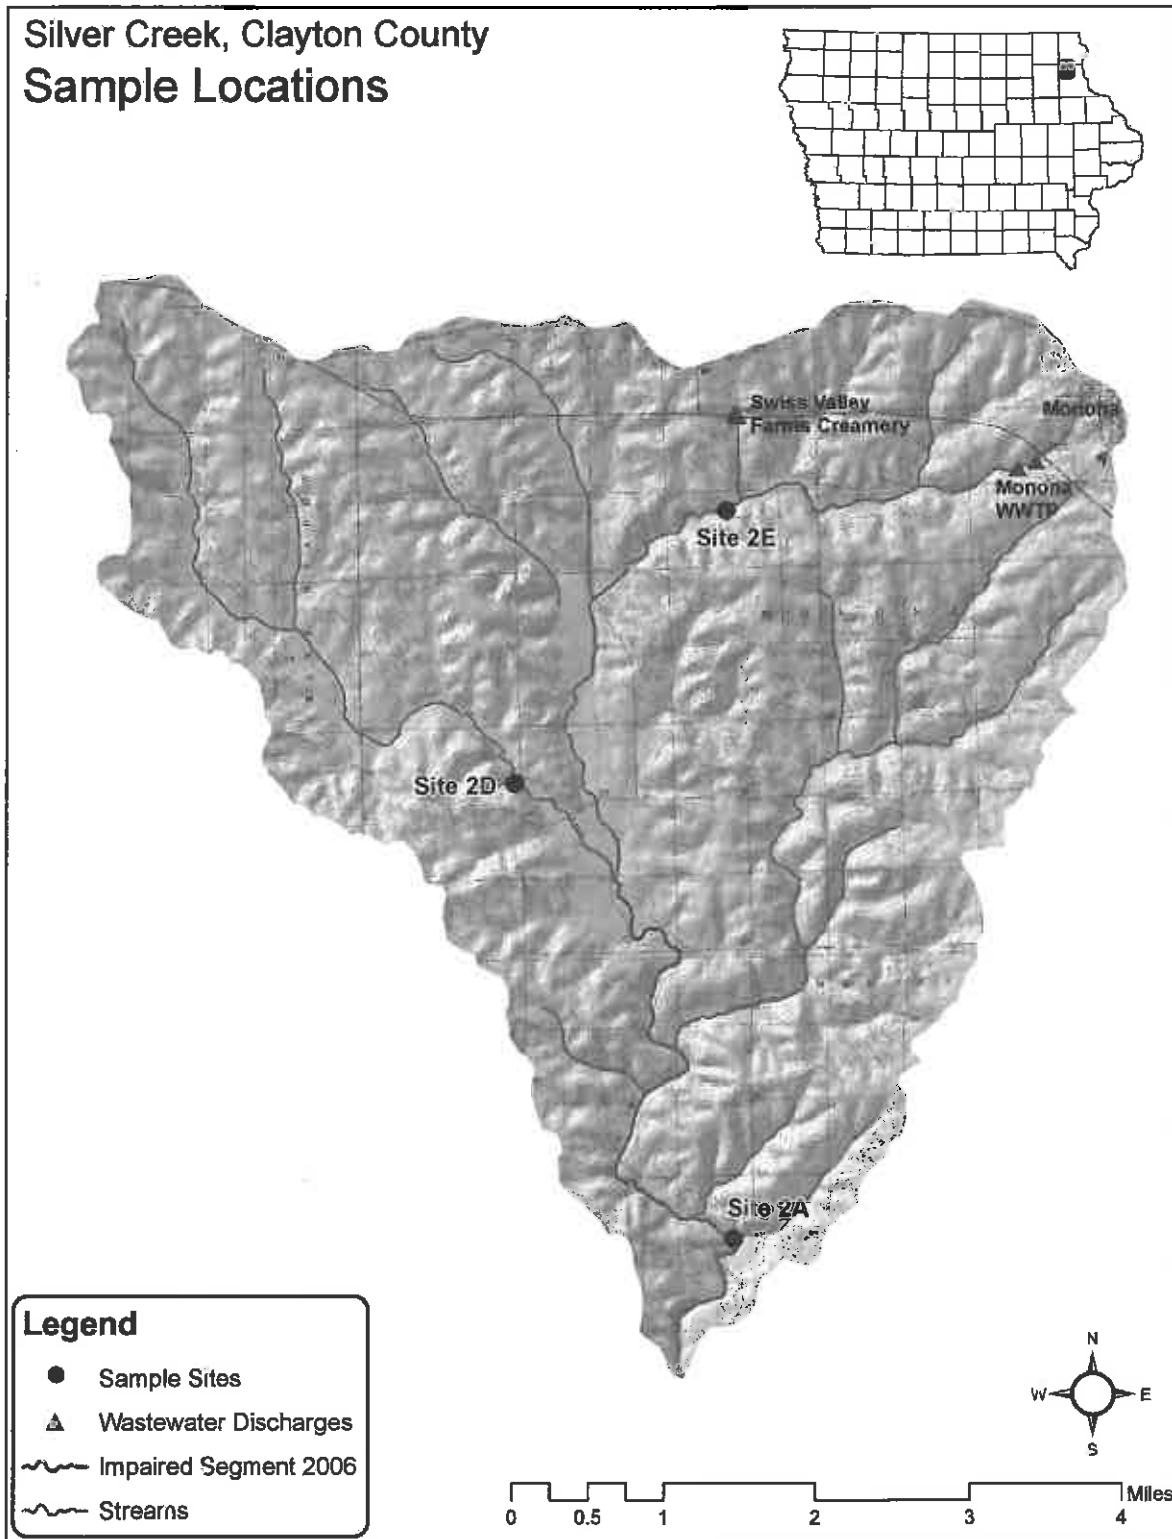 Silver Creek, Clayton County
Sample Locations
Swiss Valley
Farms Creamery
Monona
Monona
WWTP
Site 2E
Site 2D
Site 2A
Legend
Sample Sites
Wastewater Discharges
Impaired Segment 2006
Streams
N
W E
S
Miles
0 0.5 1 2 3 4